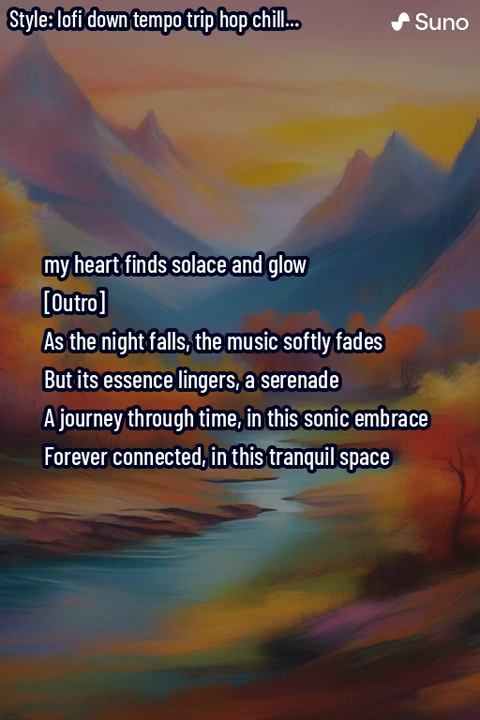 Style: lofi down tempo trip hop chill...
Suno
my heart finds solace and glow
[Outro]
As the night falls, the music softly fades
But its essence lingers, a serenade
A journey through time, in this sonic embrace
Forever connected, in this tranquil space